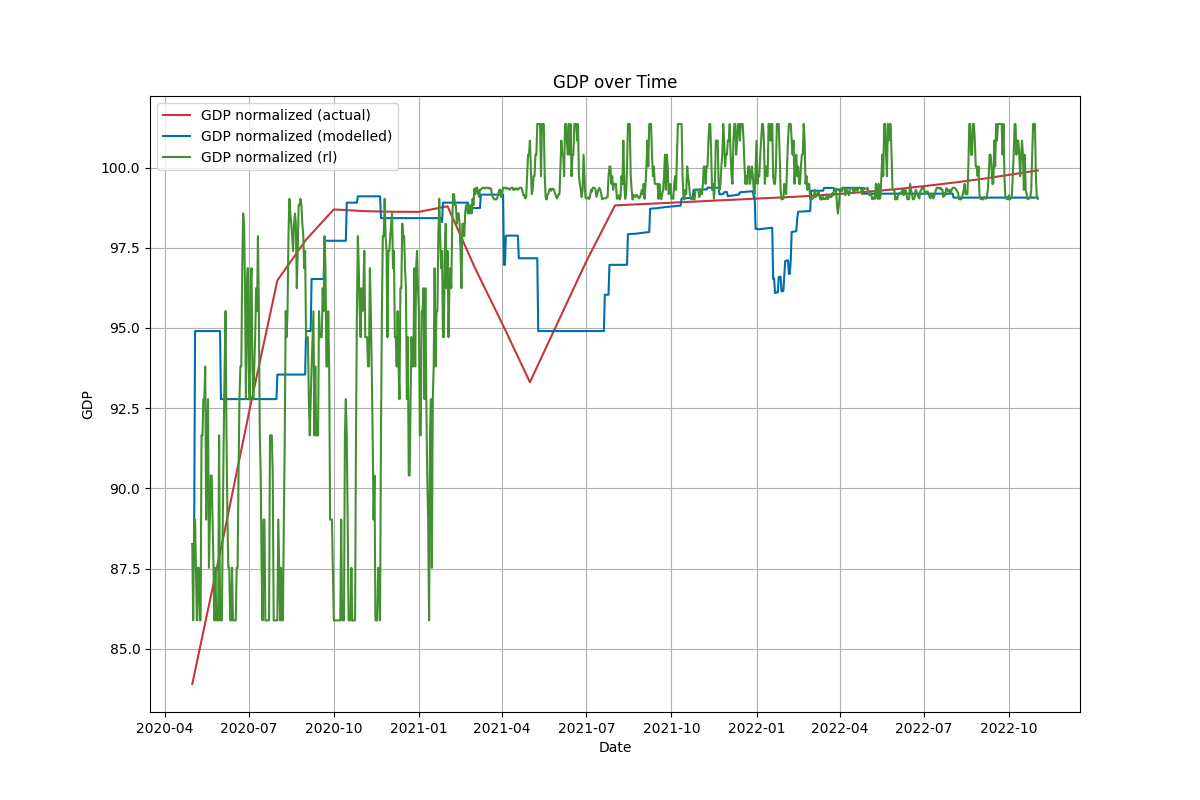 GDP over Time
GDP normalized (actual)
GDP normalized (modelled)
GDP normalized (rl)
GDP
100.0
97.5
95.0
92.5
90.0
87.5
85.0
2020-04 2020-07 2020-10 2021-01 2021-04 2021-07 2021-10 2022-01 2022-04 2022-07 2022-10
Date